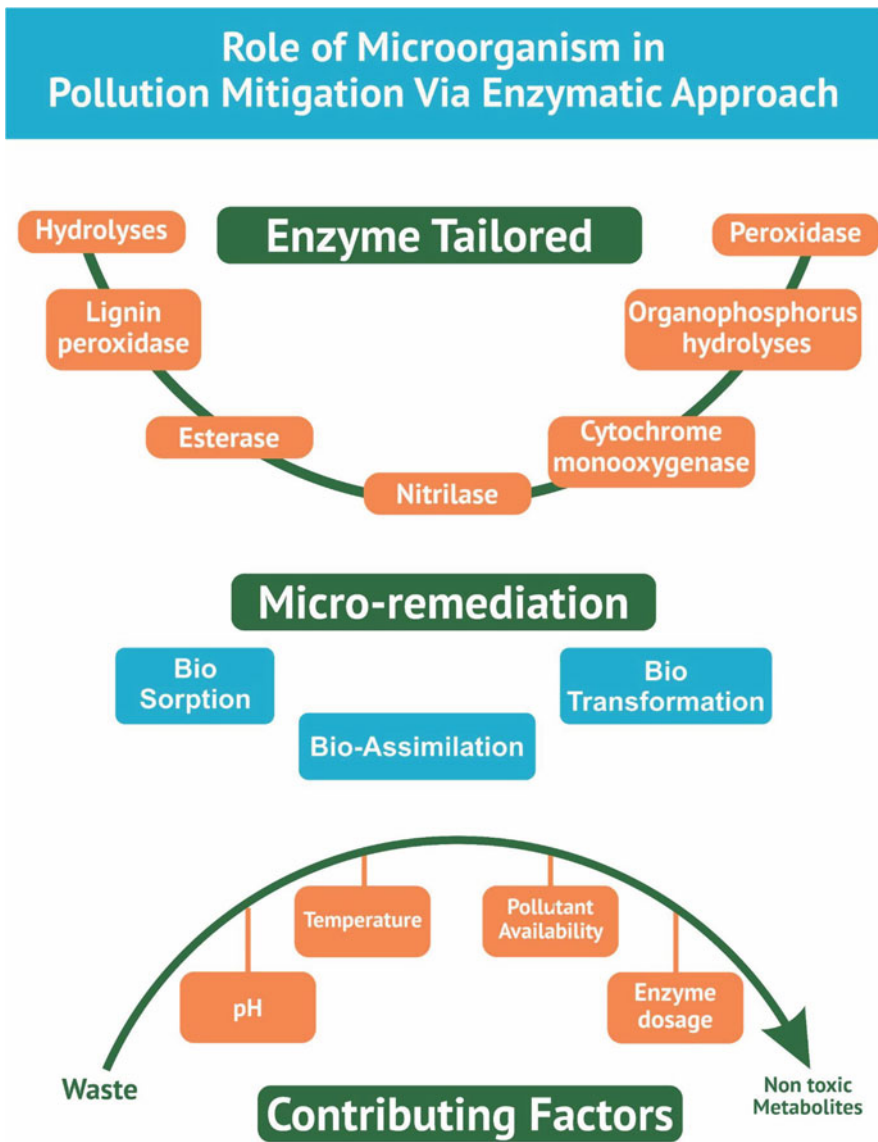 Role of Microorganism in
Pollution Mitigation Via Enzymatic Approach
Enzyme Tailored
Hydrolyses
Lignin
peroxidase
Esterase
Nitrilase
Cytochrome
monooxygenase
Organophosphorus
hydrolyses
Peroxidase
Micro-remediation
Bio
Sorption
Bio-Assimilation
Bio
Transformation
Waste
pH
Temperature
Pollutant
Availability
Enzyme
dosage
Non toxic
Metabolites
Contributing Factors